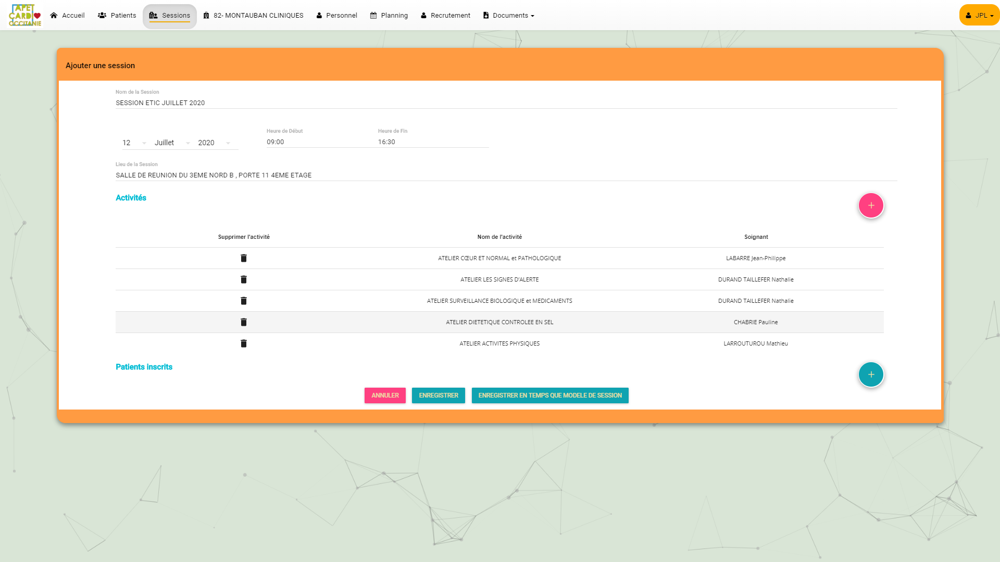 APET CARDIO OCCITANIE
Accueil
Patients
Sessions
82- MONTAUBAN CLINIQUES
Personnel
Planning
Recrutement
Documents
JPL
Ajouter une session
Nom de la Session
SESSION ETIC JUILLET 2020
12 Juillet 2020
Heure de Début
09:00
Heure de Fin
16:30
Lieu de la Session
SALLE DE REUNION DU 3EME NORD B , PORTE 11 4EME ETAGE
Activités
+
Supprimer l'activité Nom de l'activité Soignant
ATELIER CŒUR ET NORMAL et PATHOLOGIQUE LABARRE Jean-Philippe
ATELIER LES SIGNES D'ALERTE DURAND TAILLEFER Nathalie
ATELIER SURVEILLANCE BIOLOGIQUE et MEDICAMENTS DURAND TAILLEFER Nathalie
ATELIER DIETETIQUE CONTROLEE EN SEL CHABRIE Pauline
ATELIER ACTIVITES PHYSIQUES LARROUTUROU Mathieu
Patients inscrits
+
ANNULER
ENREGISTRER
ENREGISTRER EN TEMPS QUE MODELE DE SESSION